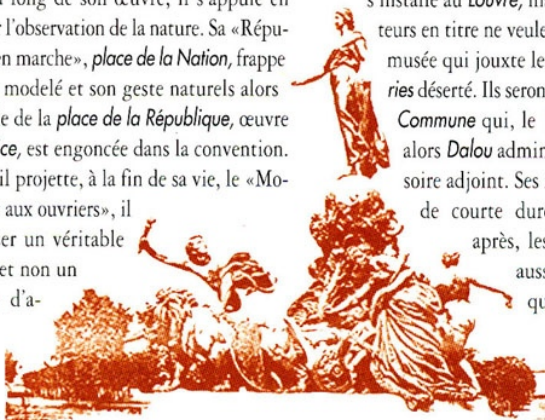 long de son œuvre, il s'appuie en
l'observation de la nature. Sa «Répu-
en marche», place de la Nation, frappe
modelé et son geste naturels alors
e de la place de la République, œuvre
ce, est engoncée dans la convention.
il projette, à la fin de sa vie, le «Mo-
aux ouvriers», il
er un véritable
et non un
d'a-
s'installe au Louvre,
teurs en titre ne veule
musée qui jouxte le
ries déserté. Ils seron
Commune qui, le
alors Dalou admin
soire adjoint. Ses
de courte dur
après, les
auss
qu